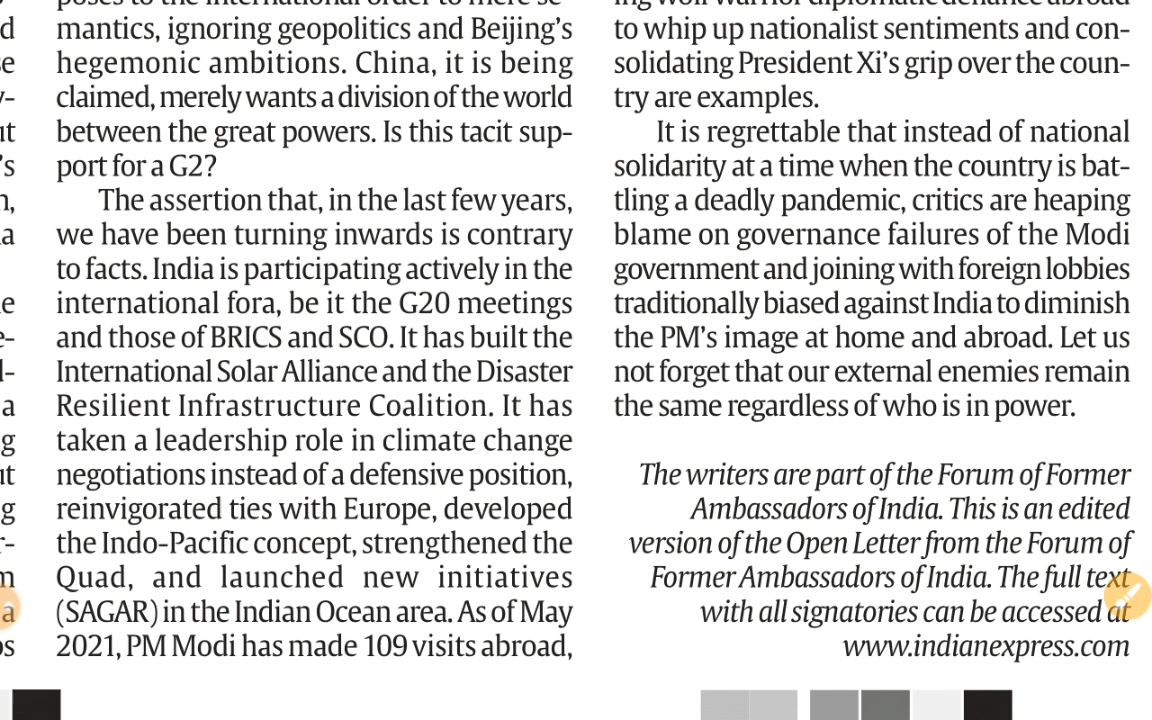 mantics, ignoring geopolitics and Beijing's
hegemonic ambitions. China, it is being
claimed, merely wants a division of the world
between the great powers. Is this tacit sup-
port for a G2?
The assertion that, in the last few years,
we have been turning inwards is contrary
to facts. India is participating actively in the
international fora, be it the G20 meetings
and those of BRICS and SCO. It has built the
International Solar Alliance and the Disaster
Resilient Infrastructure Coalition. It has
taken a leadership role in climate change
negotiations instead of a defensive position,
reinvigorated ties with Europe, developed
the Indo-Pacific concept, strengthened the
Quad, and launched new initiatives
(SAGAR) in the Indian Ocean area. As of May
2021, PM Modi has made 109 visits abroad,
to whip up nationalist sentiments and con-
solidating President Xi's grip over the coun-
try are examples.
It is regrettable that instead of national
solidarity at a time when the country is bat-
tling a deadly pandemic, critics are heaping
blame on governance failures of the Modi
government and joining with foreign lobbies
traditionally biased against India to diminish
the PM's image at home and abroad. Let us
not forget that our external enemies remain
the same regardless of who is in power.
The writers are part of the Forum of Former
Ambassadors of India. This is an edited
version of the Open Letter from the Forum of
Former Ambassadors of India. The full text
with all signatories can be accessed at
www.indianexpress.com